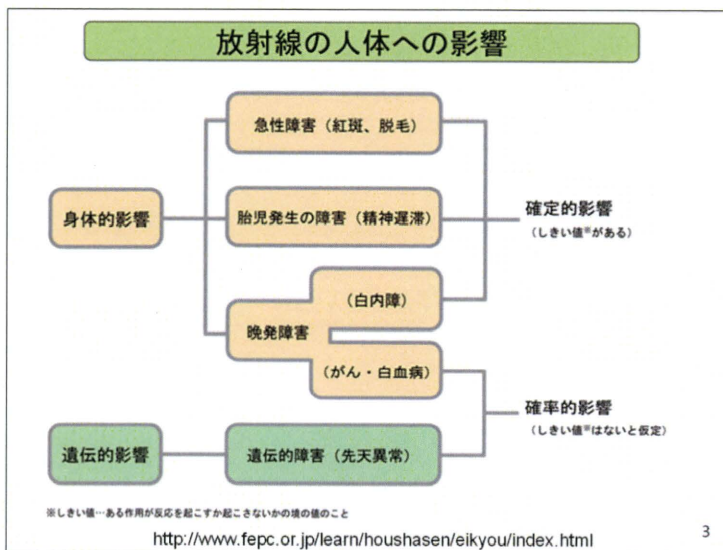 放射線の人体への影響
急性障害（紅斑、脱毛）
身体的影響
胎児発生の障害（精神遅滞）
確定的影響
（しきい値※がある）
（白内障）
晩発障害
（がん・白血病）
確率的影響
（しきい値※はないと仮定）
遺伝的影響
遺伝的障害（先天異常）
※しきい値…ある作用が反応を起こすか起こさないかの境の値のこと
http://www.fepc.or.jp/learn/houshasen/eikyou/index.html
3